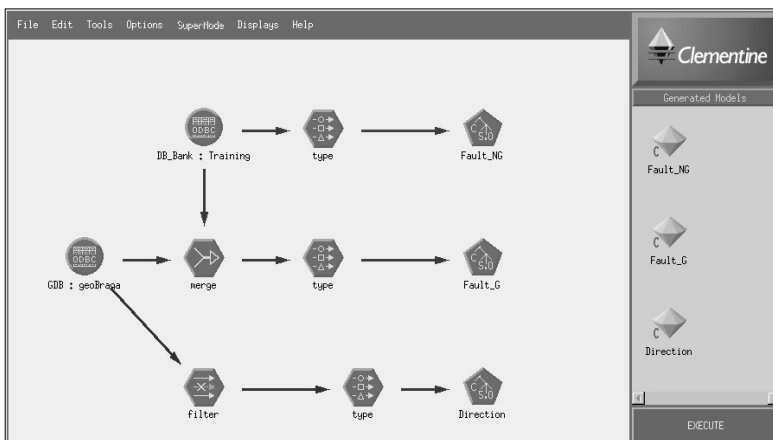 File Edit Tools Options SuperNode Displays Help
Clementine
Generated Models
ODBC
DB_Bank : Training
type
C 5.0
Fault_NG
ODBC
GDB : geoBraga
merge
type
C 5.0
Fault_G
filter
type
C 5.0
Direction
C
Fault_NG
C
Fault_G
C
Direction
EXECUTE